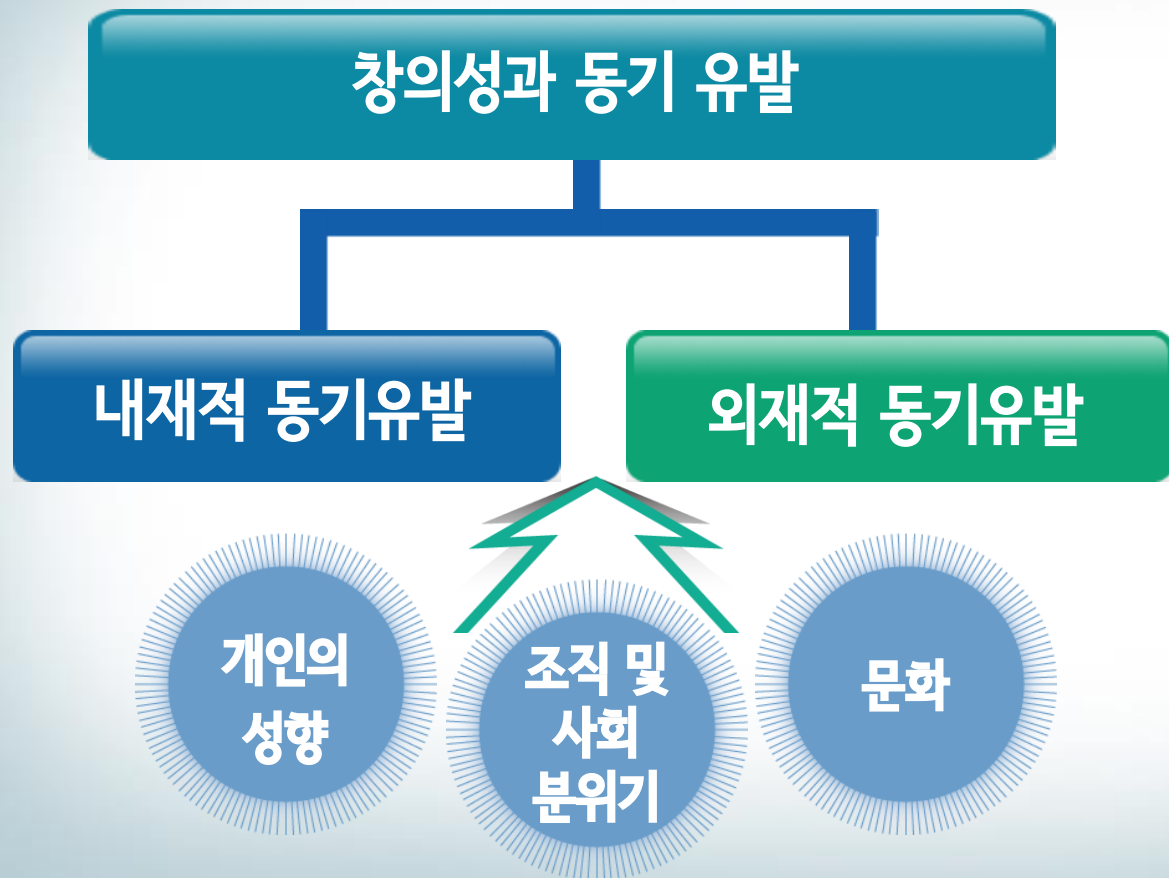 창의성과 동기 유발
내재적 동기유발
외재적 동기유발
개인의
성향
조직 및
사회
분위기
문화